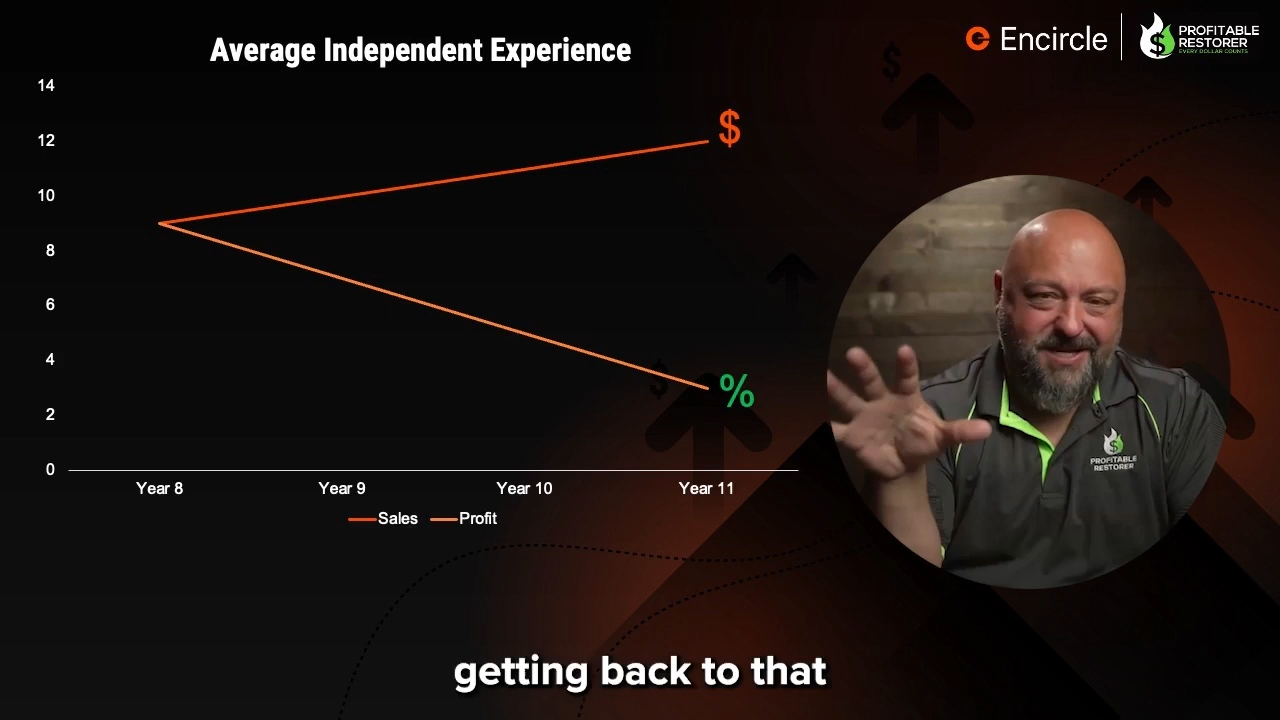 Average Independent Experience
Encircle
PROFITABLE
RESTORER
EVERY DOLLAR COUNTS
14
12
10
8
6
4
2
0
$
%
$
$
Year 8
Year 9
Year 10
Year 11
Sales
Profit
PROFITABLE
RESTORER
getting back to that